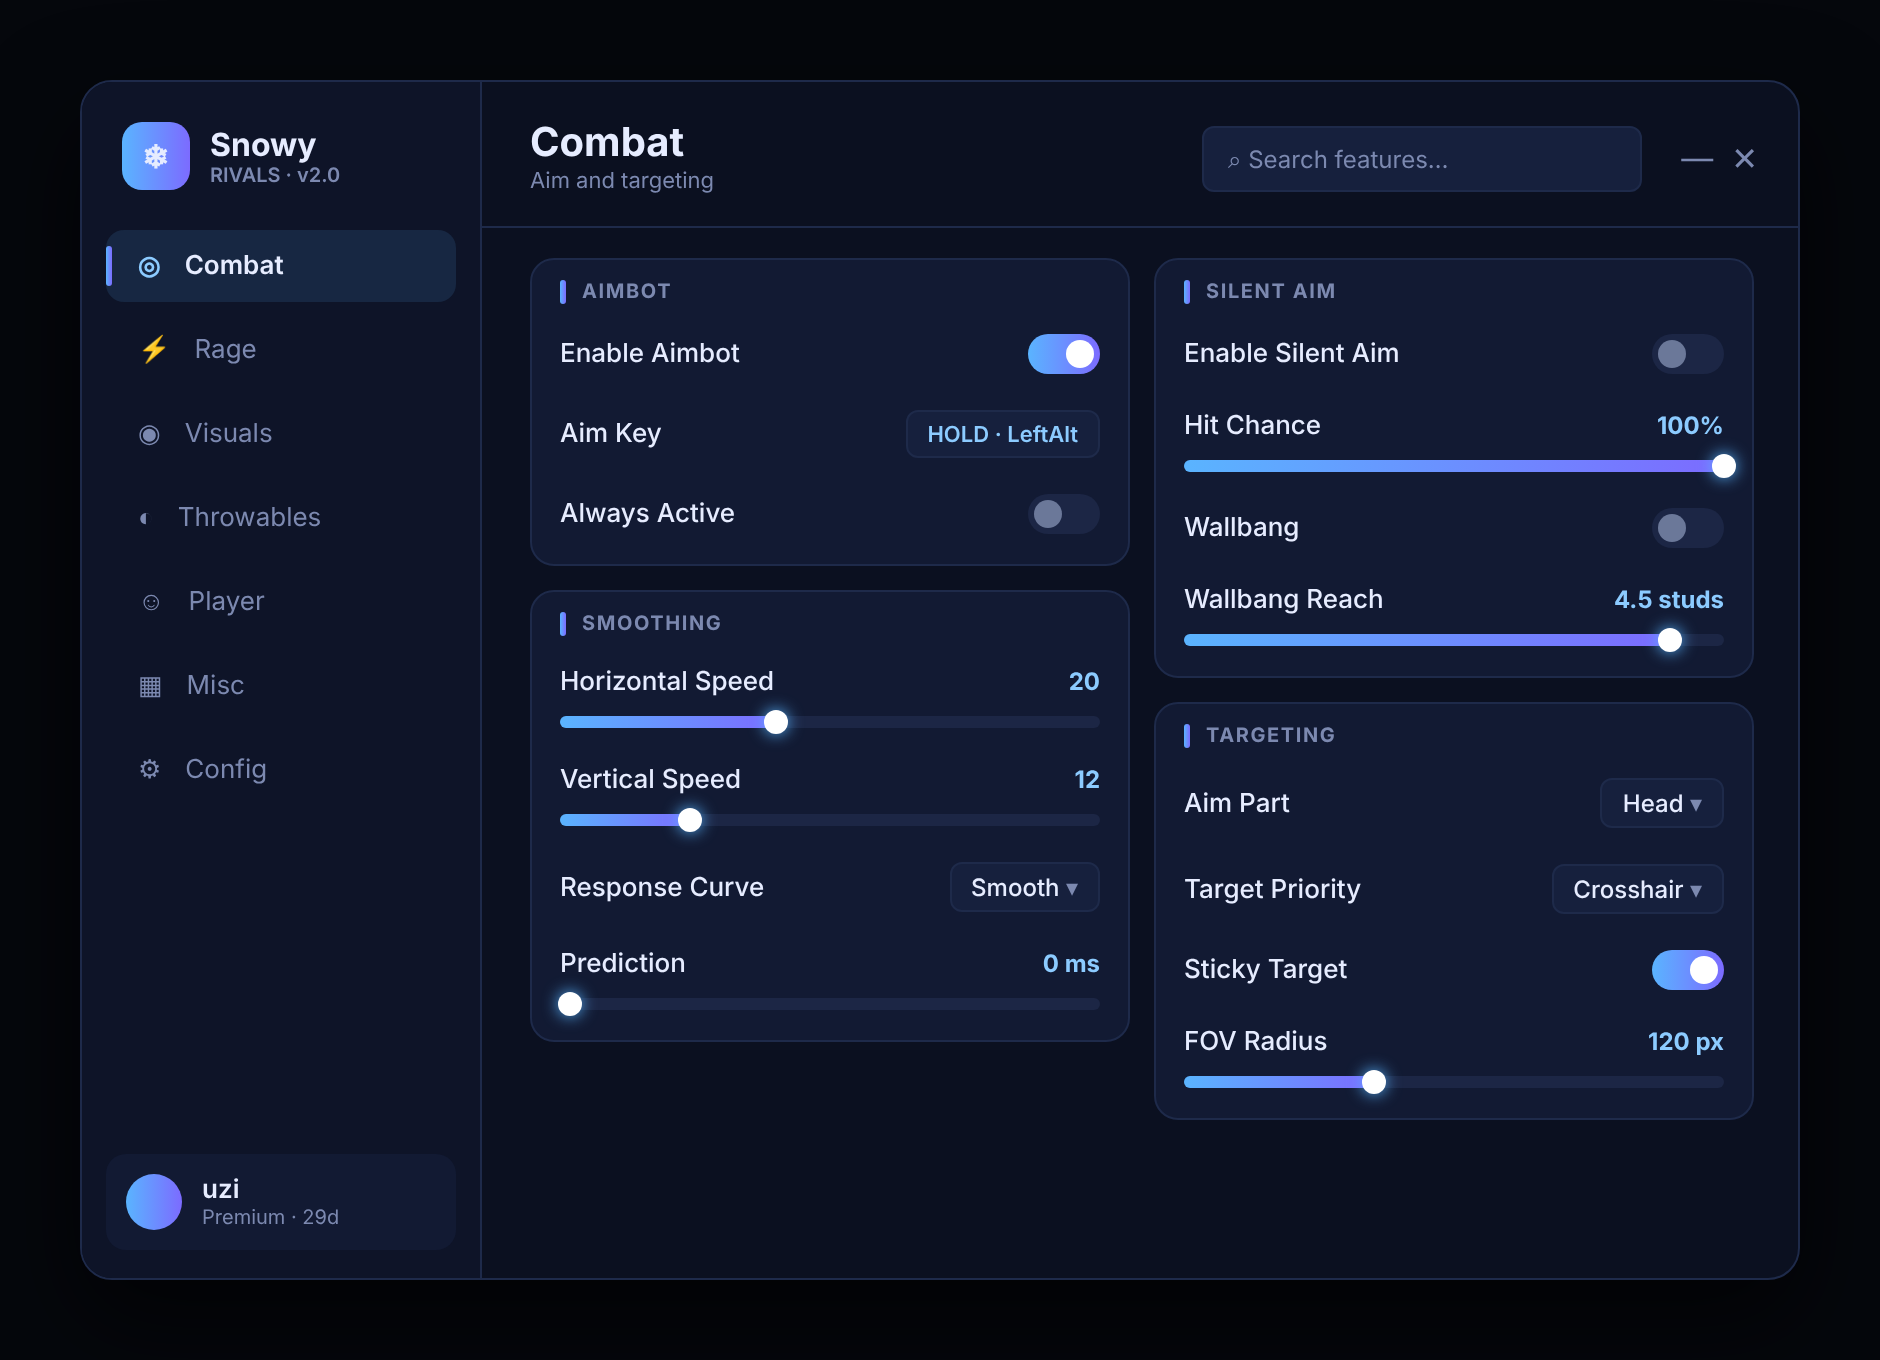 Snowy
RIVALS · v2.0
Combat
Rage
Visuals
Throwables
Player
Misc
Config
uzi
Premium · 29d
Combat
Aim and targeting
Search features...
AIMBOT
Enable Aimbot
Aim Key
HOLD · LeftAlt
Always Active
SMOOTHING
Horizontal Speed
20
Vertical Speed
12
Response Curve
Smooth ▾
Prediction
0 ms
SILENT AIM
Enable Silent Aim
Hit Chance
100%
Wallbang
Wallbang Reach
4.5 studs
TARGETING
Aim Part
Head ▾
Target Priority
Crosshair ▾
Sticky Target
FOV Radius
120 px